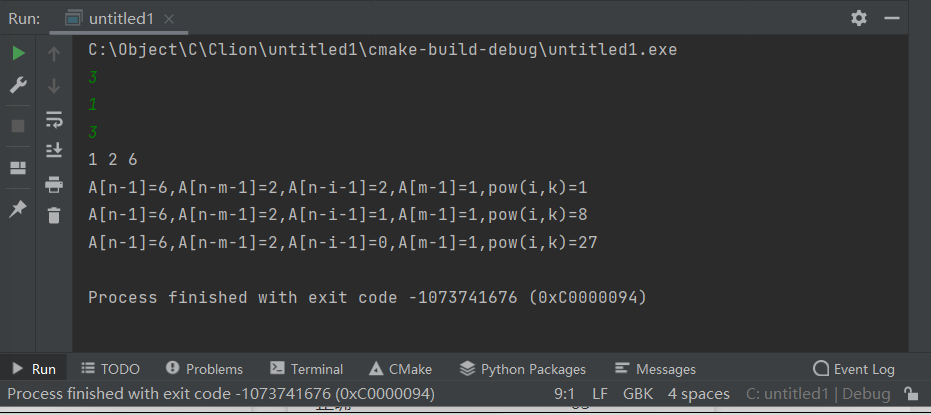 Run: untitled1
C:\Object\C\Clion\untitled1\cmake-build-debug\untitled1.exe
3
1
3
1 2 6
A[n-1]=6,A[n-m-1]=2,A[n-i-1]=2,A[m-1]=1,pow(i,k)=1
A[n-1]=6,A[n-m-1]=2,A[n-i-1]=1,A[m-1]=1,pow(i,k)=8
A[n-1]=6,A[n-m-1]=2,A[n-i-1]=0,A[m-1]=1,pow(i,k)=27
Process finished with exit code -1073741676 (0xC0000094)
Run TODO Problems Terminal CMake Python Packages Messages Event Log
Process finished with exit code -1073741676 (0xC0000094) 9:1 LF GBK 4 spaces C: untitled1 | Debug